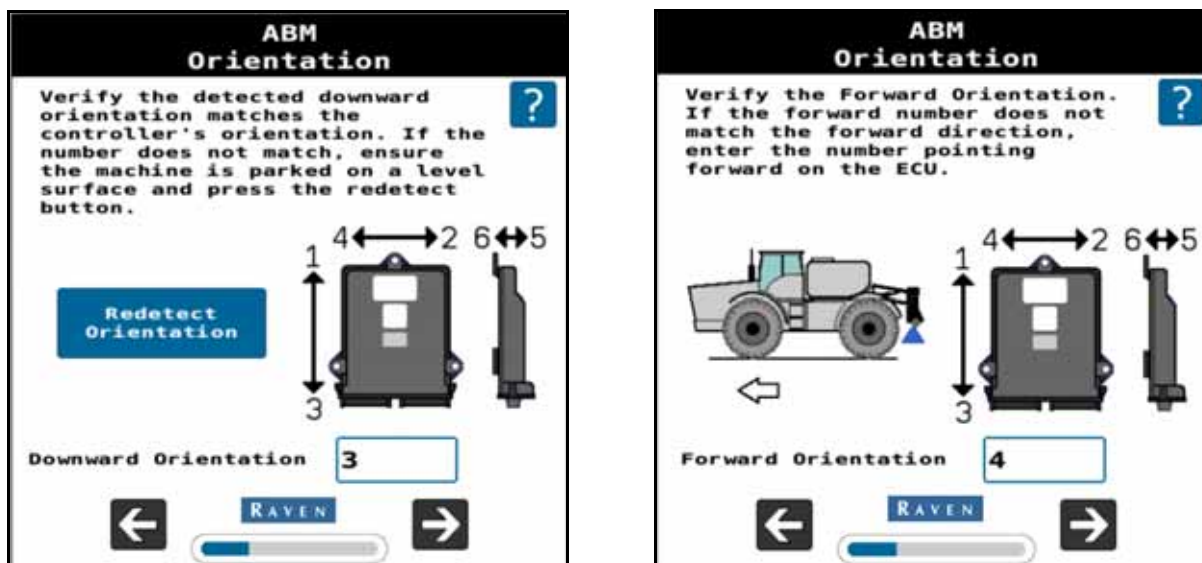 ABM
Orientation
Verify the detected downward
orientation matches the
controller's orientation. If the
number does not match, ensure
the machine is parked on a level
surface and press the redetect
button.
?
4 2 6 5
1
Redetect
Orientation
3
Downward Orientation 3
RAVEN
ABM
Orientation
Verify the Forward Orientation.
If the forward number does not
match the forward direction,
enter the number pointing
forward on the ECU.
?
4 2 6 5
1
3
Forward Orientation 4
RAVEN